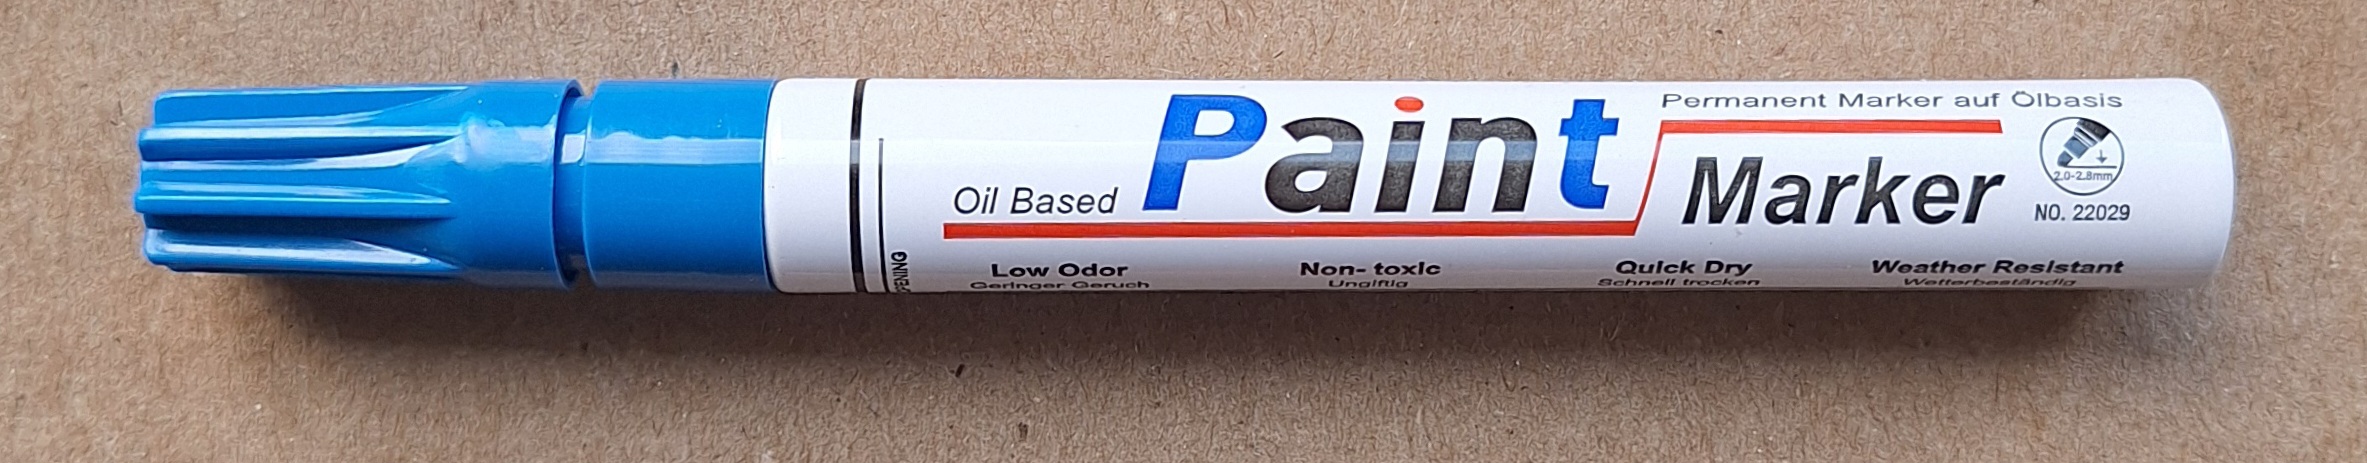 Oil Based Paint Marker
Permanent Marker auf Ölbasis
2.0-2.8mm
NO. 22029
Low Odor Non- toxic Quick Dry Weather Resistant
Geringer Geruch Ungiftig Schnell trocken Wetterbeständig